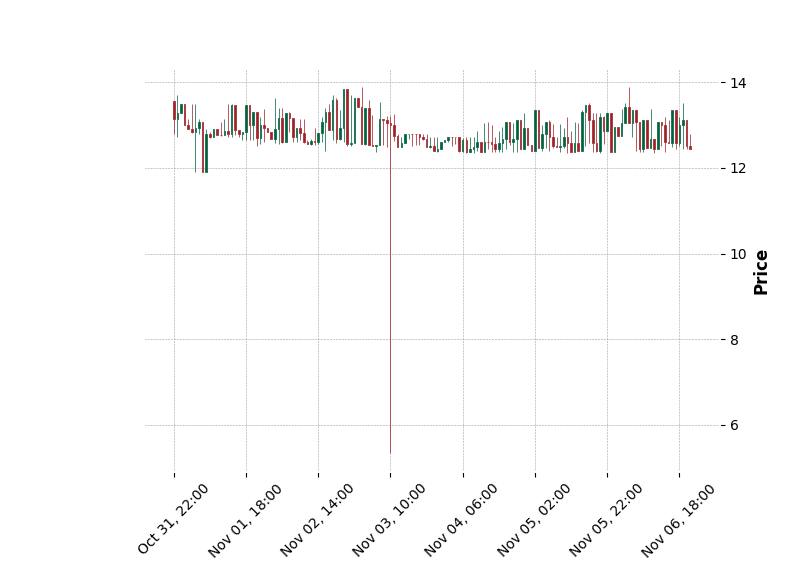 14
12
10
8
6
Price
Oct 31, 22:00
Nov 01, 18:00
Nov 02, 14:00
Nov 03, 10:00
Nov 04, 06:00
Nov 05, 02:00
Nov 05, 22:00
Nov 06, 18:00